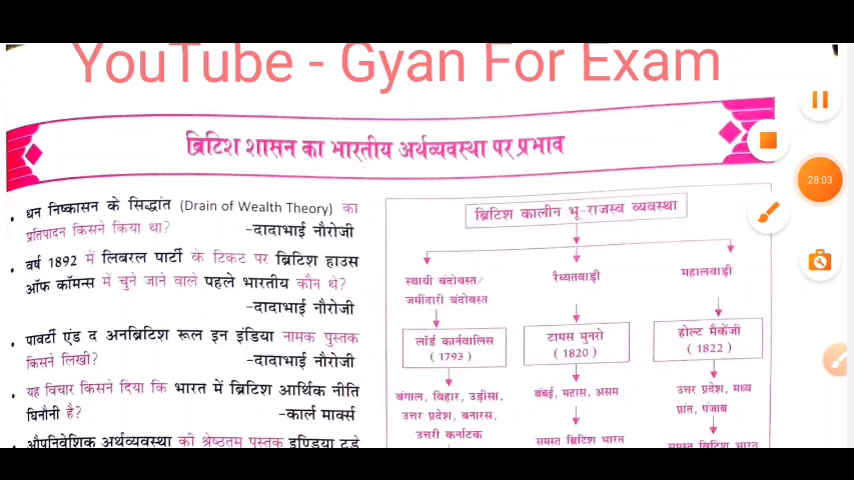 YouTube - Gyan For Exam
ब्रिटिश शासन का भारतीय अर्थव्यवस्था पर प्रभाव
28:03
• धन निष्कासन के सिद्धांत (Drain of Wealth Theory) का
प्रतिपादन किसने किया था? -दादाभाई नौरोजी
• वर्ष 1892 में लिबरल पार्टी के टिकट पर ब्रिटिश हाउस
ऑफ कॉमन्स में चुने जाने वाले पहले भारतीय कौन थे?
-दादाभाई नौरोजी
• पावर्टी एंड द अनब्रिटिश रूल इन इंडिया नामक पुस्तक
किसने लिखी? -दादाभाई नौरोजी
• यह विचार किसने दिया कि भारत में ब्रिटिश आर्थिक नीति
घिनौनी है? -कार्ल मार्क्स
• औपनिवेशिक अर्थव्यवस्था की श्रेष्ठतम पुस्तक इण्डिया टुडे
ब्रिटिश कालीन भू-राजस्व व्यवस्था
स्थायी बंदोबस्त/
जमींदारी बंदोबस्त
लॉर्ड कार्नवालिस
(1793)
बंगाल, बिहार, उड़ीसा,
उत्तर प्रदेश, बनारस,
उत्तरी कर्नाटक
रैय्यतवाड़ी
टामस मुनरो
(1820)
बंबई, मद्रास, असम
समस्त ब्रिटिश भारत
महालवाड़ी
होल्ट मैकेंजी
(1822)
उत्तर प्रदेश, मध्य
प्रांत, पंजाब
समस्त ब्रिटिश भारत